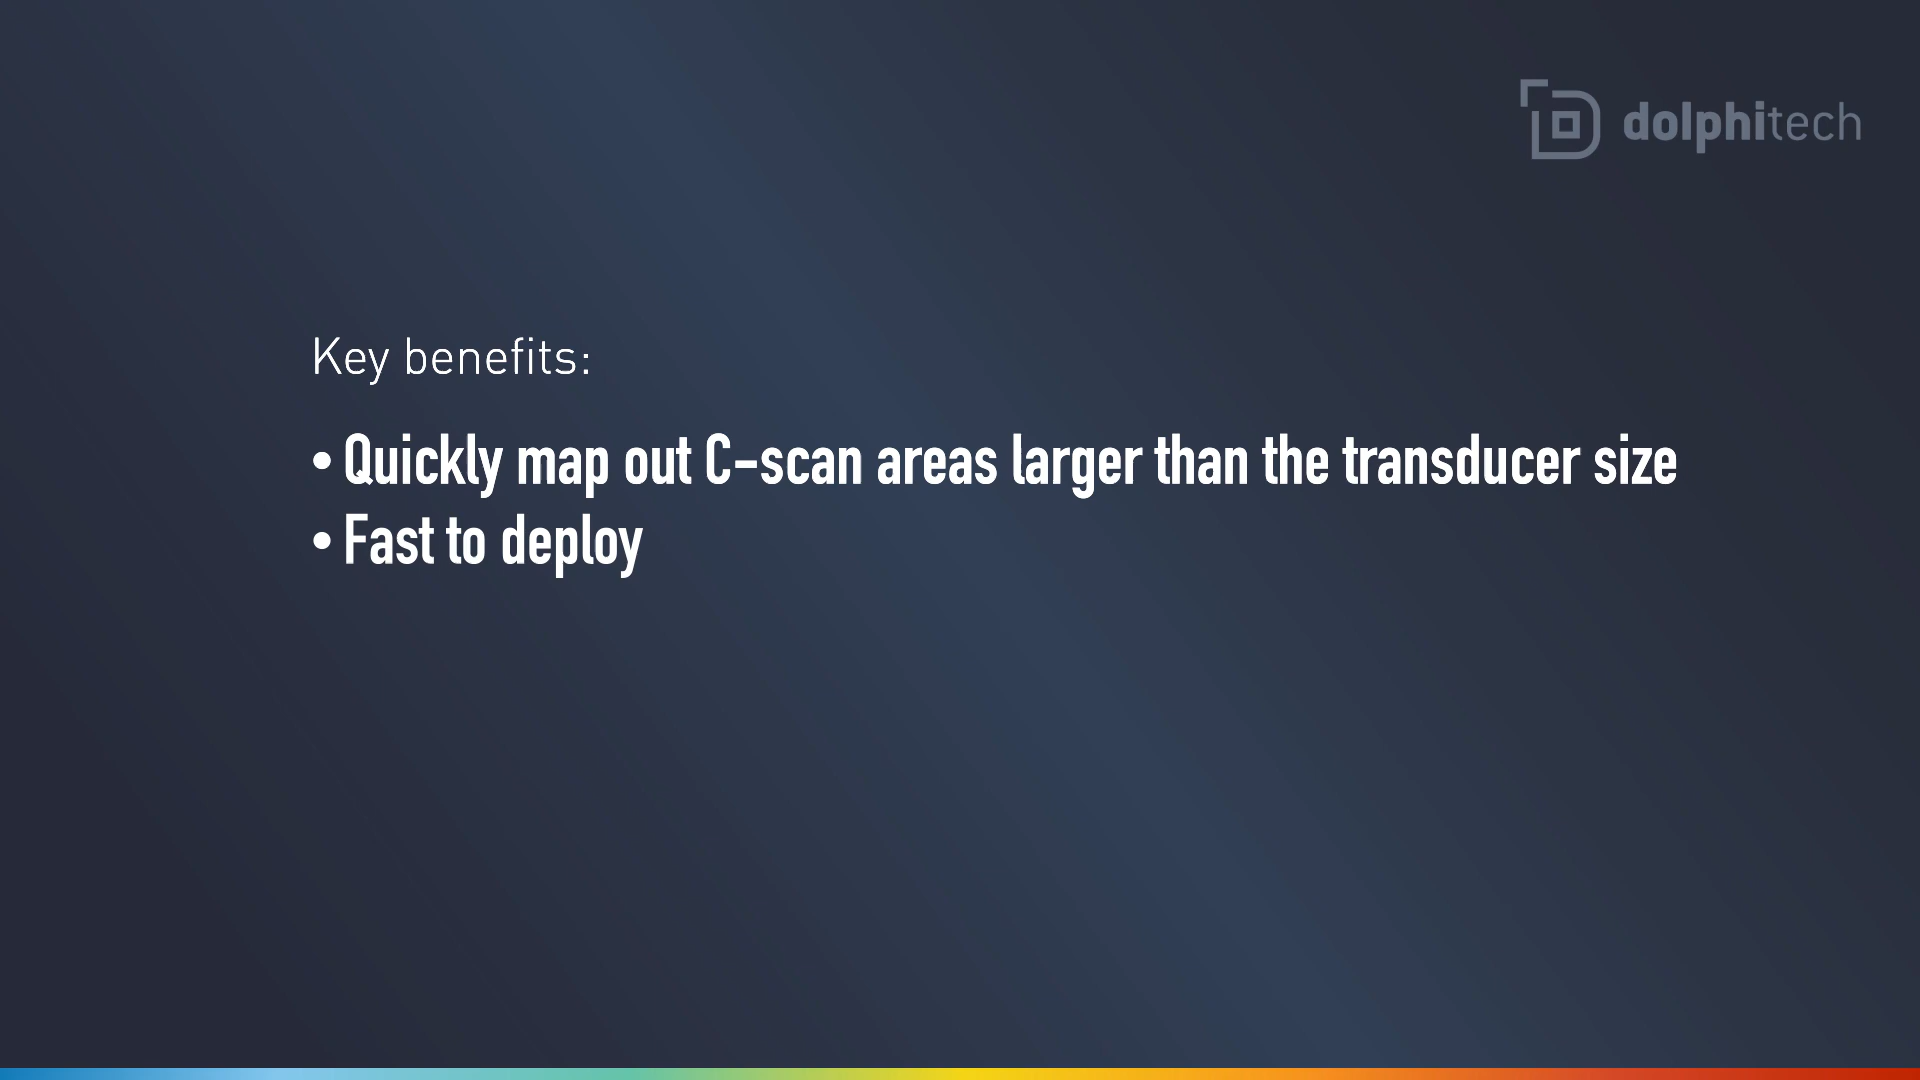 dolphitech
Key benefits:
• Quickly map out C-scan areas larger than the transducer size
• Fast to deploy